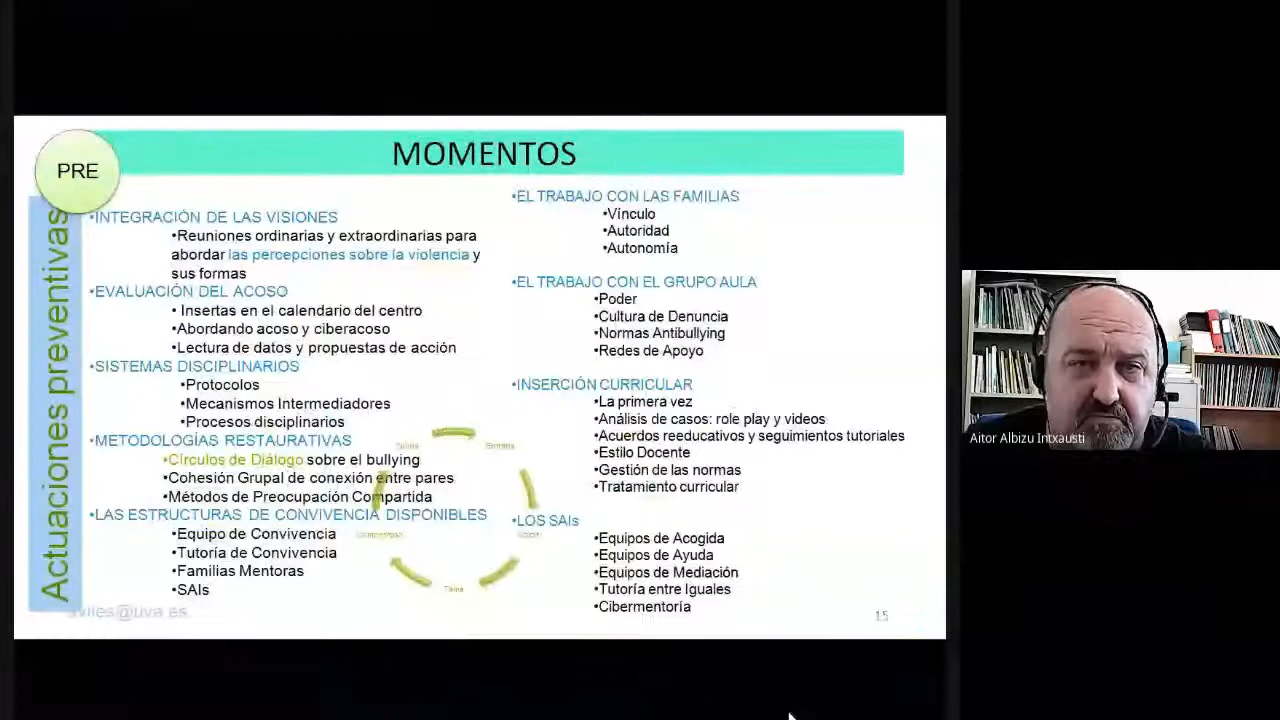 MOMENTOS
PRE
Actuaciones preventivas
•INTEGRACIÓN DE LAS VISIONES
•Reuniones ordinarias y extraordinarias para
abordar las percepciones sobre la violencia y
sus formas
•EVALUACIÓN DEL ACOSO
• Insertas en el calendario del centro
•Abordando acoso y ciberacoso
•Lectura de datos y propuestas de acción
•SISTEMAS DISCIPLINARIOS
•Protocolos
•Mecanismos Intermediadores
•Procesos disciplinarios
•METODOLOGÍAS RESTAURATIVAS
•Círculos de Diálogo sobre el bullying
•Cohesión Grupal de conexión entre pares
•Métodos de Preocupación Compartida
•LAS ESTRUCTURAS DE CONVIVENCIA DISPONIBLES
•Equipo de Convivencia
•Tutoría de Convivencia
•Familias Mentoras
•SAIs
•EL TRABAJO CON LAS FAMILIAS
•Vínculo
•Autoridad
•Autonomía
•EL TRABAJO CON EL GRUPO AULA
•Poder
•Cultura de Denuncia
•Normas Antibullying
•Redes de Apoyo
•INSERCIÓN CURRICULAR
•La primera vez
•Análisis de casos: role play y videos
•Acuerdos reeducativos y seguimientos tutoriales
•Estilo Docente
•Gestión de las normas
•Tratamiento curricular
•LOS SAIs
•Equipos de Acogida
•Equipos de Ayuda
•Equipos de Mediación
•Tutoría entre Iguales
•Cibermentoría
viles@uva.es
15
Aitor Albizu Intxausti